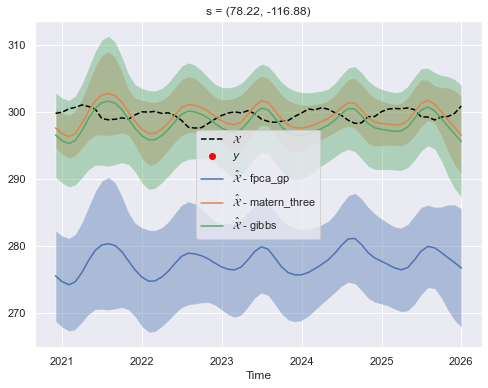 s = (78.22, -116.88)
310
300
290
280
270
𝒳
y
𝒳̂ - fpca_gp
𝒳̂ - matern_three
𝒳̂ - gibbs
2021 2022 2023 2024 2025 2026
Time